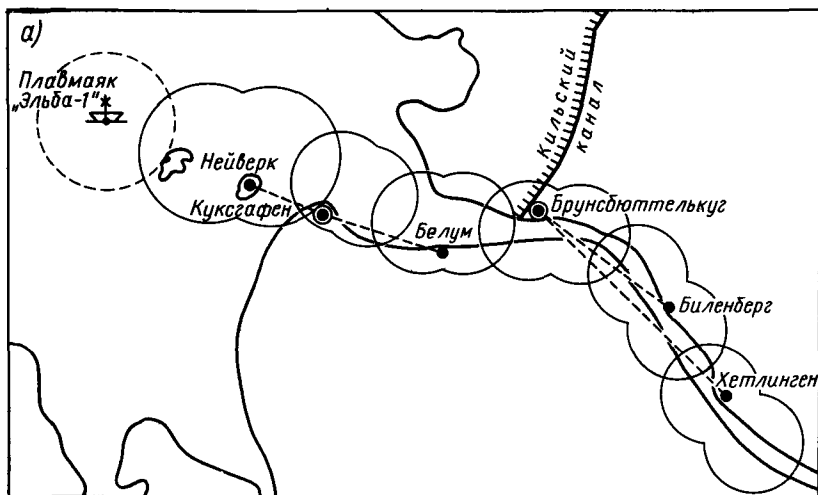 а)
Плавмаяк
„Эльба-1"
Нейверк
Куксгафен
Белум
Кильский
канал
Брунсбюттелькуг
Биленберг
Хетлинген